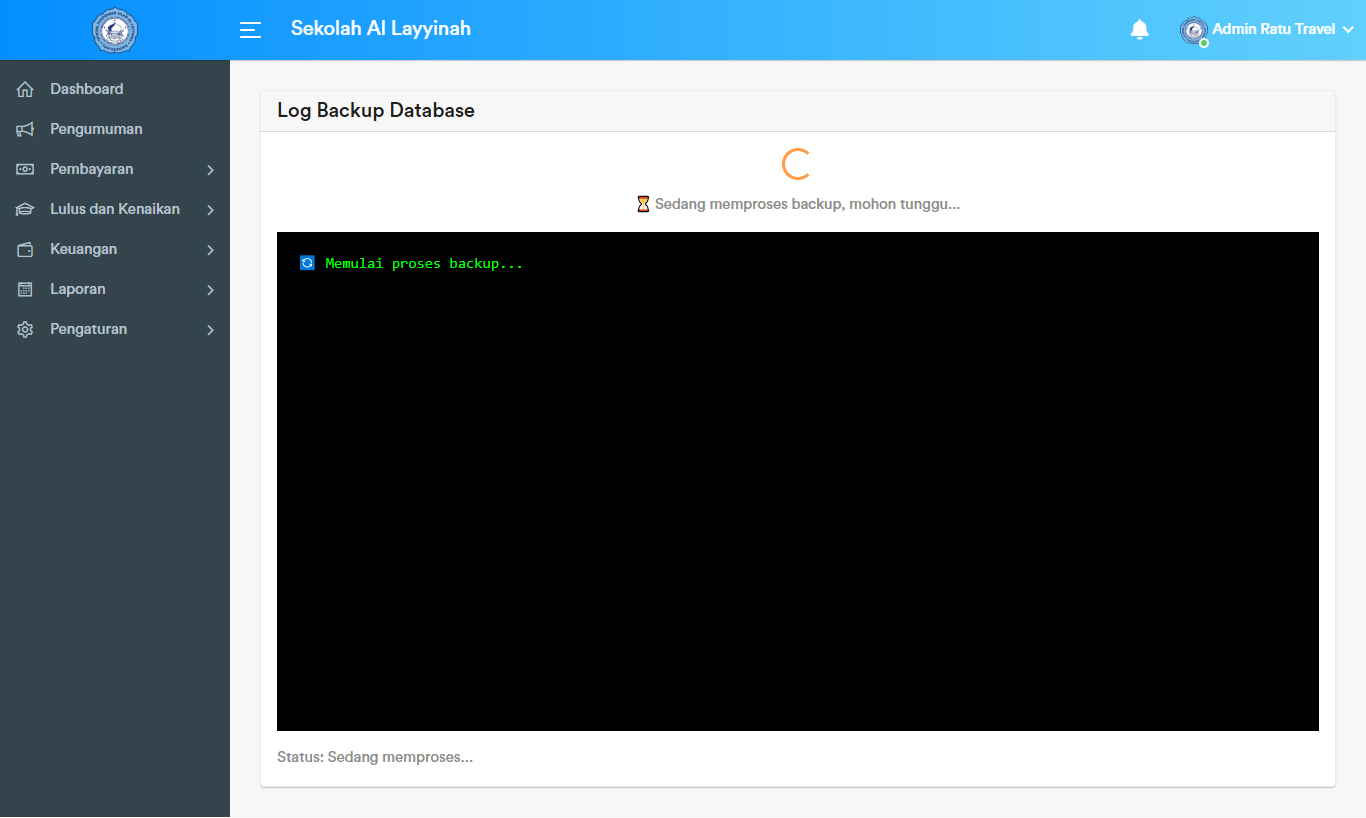 Sekolah Al Layyinah
Admin Ratu Travel
Dashboard
Pengumuman
Pembayaran
Lulus dan Kenaikan
Keuangan
Laporan
Pengaturan
Log Backup Database
⏳ Sedang memproses backup, mohon tunggu...
🔄 Memulai proses backup...
Status: Sedang memproses...